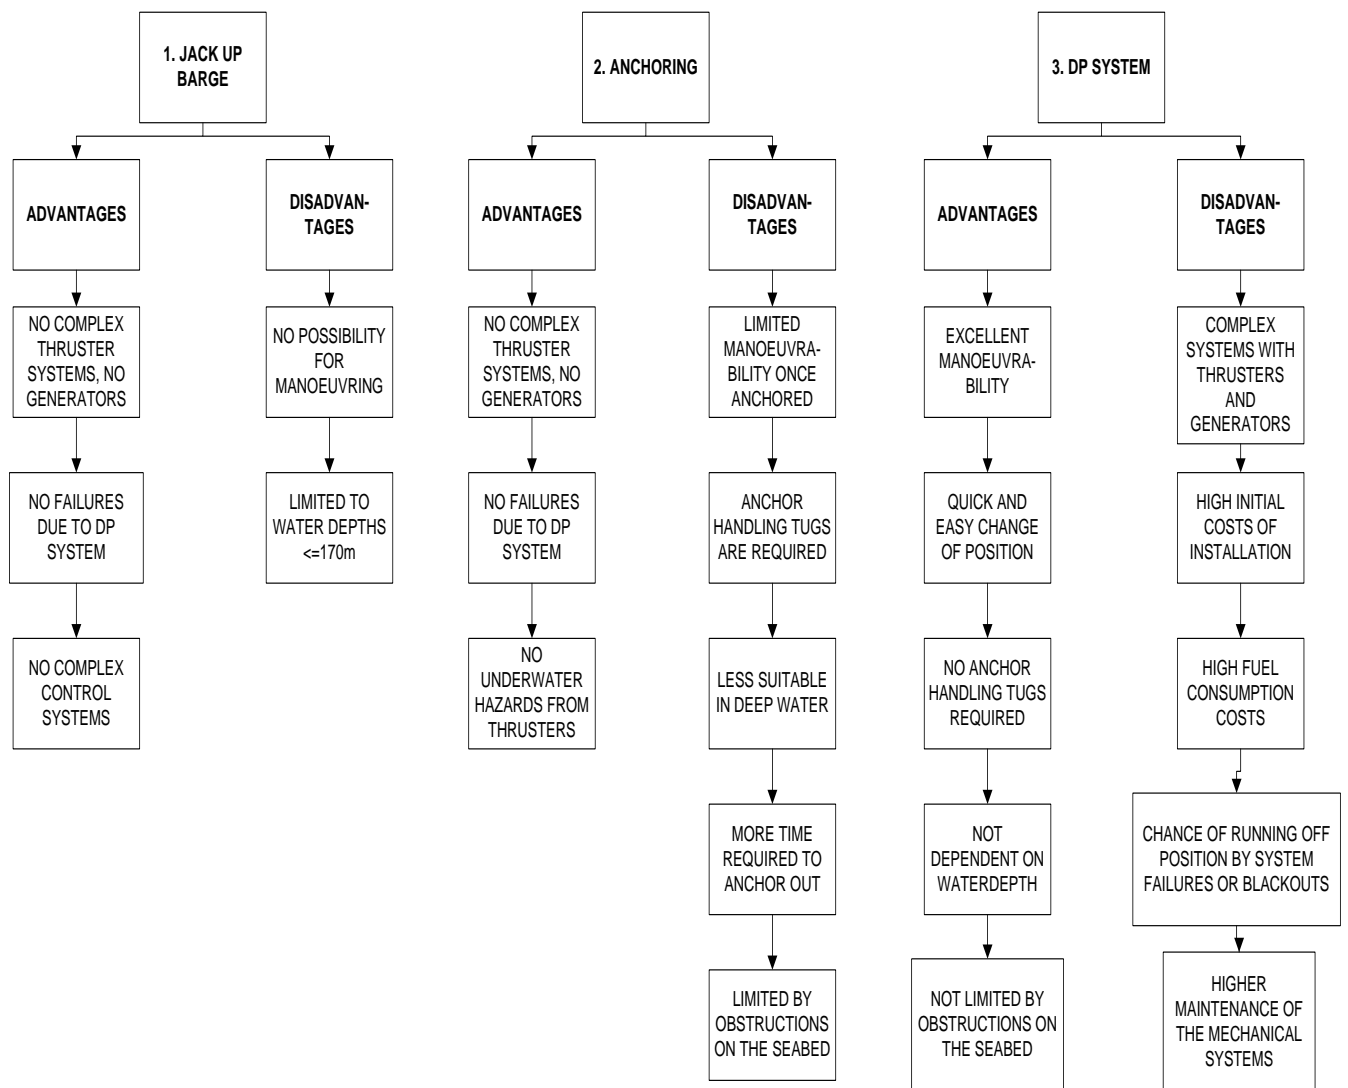 1. JACK UP
BARGE
ADVANTAGES
NO COMPLEX
THRUSTER
SYSTEMS, NO
GENERATORS
NO FAILURES
DUE TO DP
SYSTEM
NO COMPLEX
CONTROL
SYSTEMS
DISADVAN-
TAGES
NO POSSIBILITY
FOR
MANOEUVRING
LIMITED TO
WATER DEPTHS
<=170m
2. ANCHORING
ADVANTAGES
NO COMPLEX
THRUSTER
SYSTEMS, NO
GENERATORS
NO FAILURES
DUE TO DP
SYSTEM
NO
UNDERWATER
HAZARDS FROM
THRUSTERS
DISADVAN-
TAGES
LIMITED
MANOEUVRA-
BILITY ONCE
ANCHORED
ANCHOR
HANDLING TUGS
ARE REQUIRED
LESS SUITABLE
IN DEEP WATER
MORE TIME
REQUIRED TO
ANCHOR OUT
LIMITED BY
OBSTRUCTIONS
ON THE SEABED
3. DP SYSTEM
ADVANTAGES
EXCELLENT
MANOEUVRA-
BILITY
QUICK AND
EASY CHANGE
OF POSITION
NO ANCHOR
HANDLING TUGS
REQUIRED
NOT
DEPENDENT ON
WATERDEPTH
NOT LIMITED BY
OBSTRUCTIONS ON
THE SEABED
DISADVAN-
TAGES
COMPLEX
SYSTEMS WITH
THRUSTERS
AND
GENERATORS
HIGH INITIAL
COSTS OF
INSTALLATION
HIGH FUEL
CONSUMPTION
COSTS
CHANCE OF RUNNING OFF
POSITION BY SYSTEM
FAILURES OR BLACKOUTS
HIGHER
MAINTENANCE OF
THE MECHANICAL
SYSTEMS